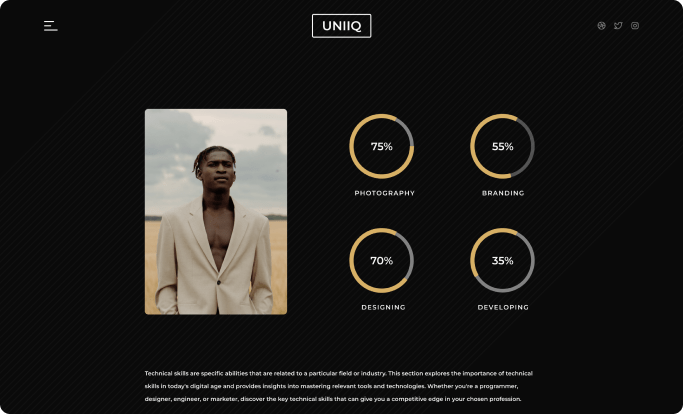 UNIIQ
75%
55%
PHOTOGRAPHY
BRANDING
70%
35%
DESIGNING
DEVELOPING
Technical skills are specific abilities that are related to a particular field or industry. This section explores the importance of technical
skills in today's digital age and provides insights into mastering relevant tools and technologies. Whether you're a programmer,
designer, engineer, or marketer, discover the key technical skills that can give you a competitive edge in your chosen profession.